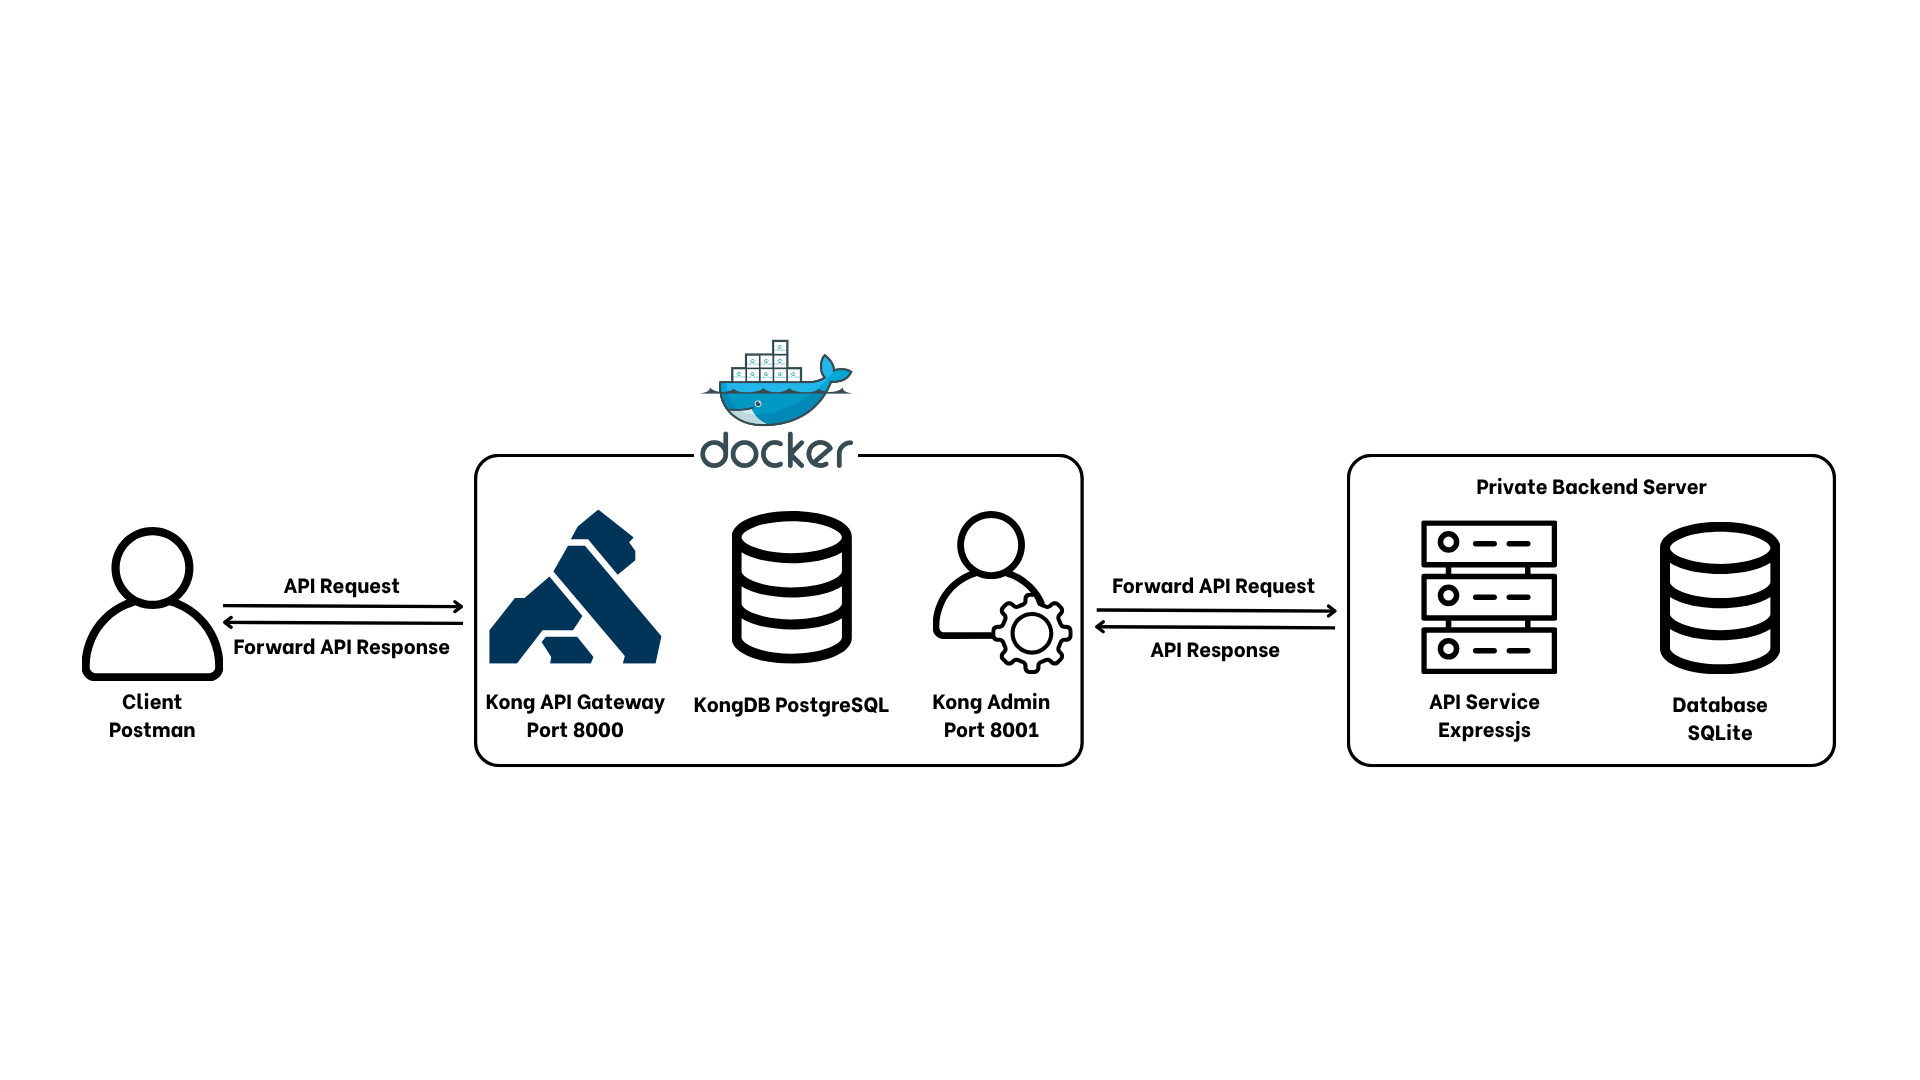 docker
Private Backend Server
API Request
Forward API Response
Forward API Request
API Response
Client
Postman
Kong API Gateway
Port 8000
KongDB PostgreSQL
Kong Admin
Port 8001
API Service
Expressjs
Database
SQLite